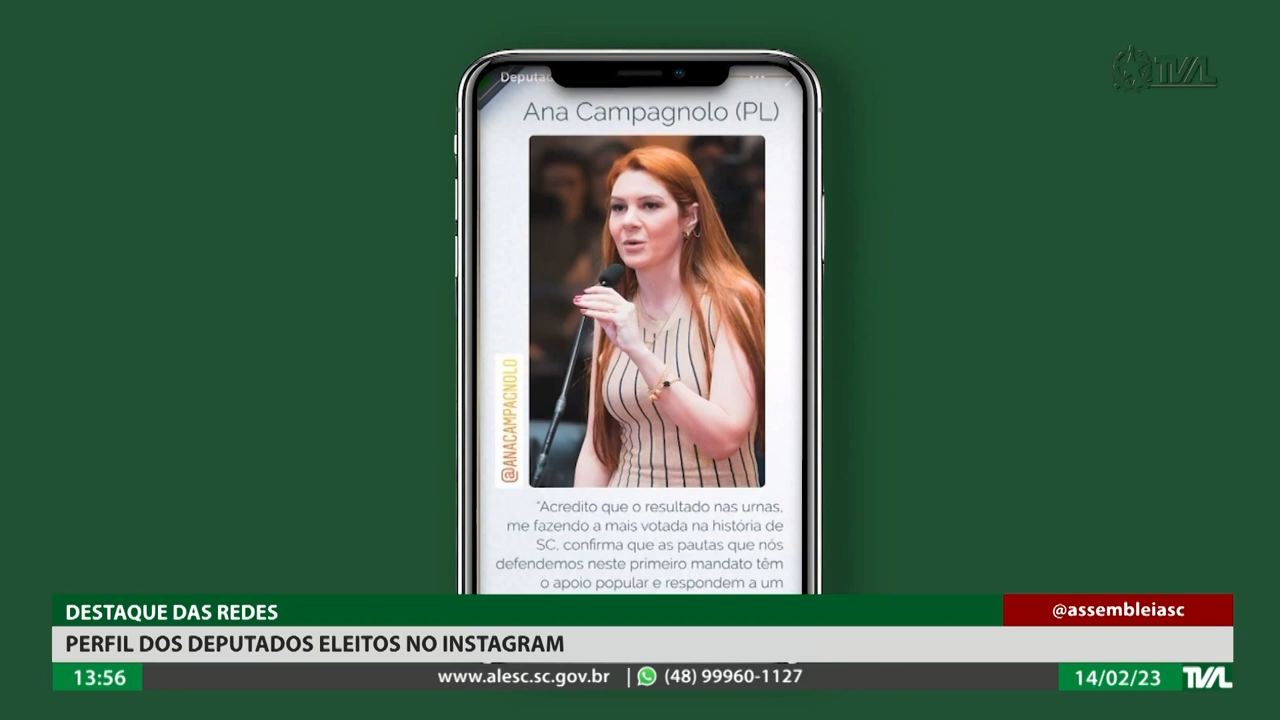 TVAL
Deputad
Ana Campagnolo (PL)
@ANACAMPAGNOLO
"Acredito que o resultado nas urnas,
me fazendo a mais votada na história de
SC, confirma que as pautas que nós
defendemos neste primeiro mandato têm
o apoio popular e respondem a um
DESTAQUE DAS REDES
@assembleiasc
PERFIL DOS DEPUTADOS ELEITOS NO INSTAGRAM
13:56
www.alesc.sc.gov.br | (48) 99960-1127
14/02/23
TVAL